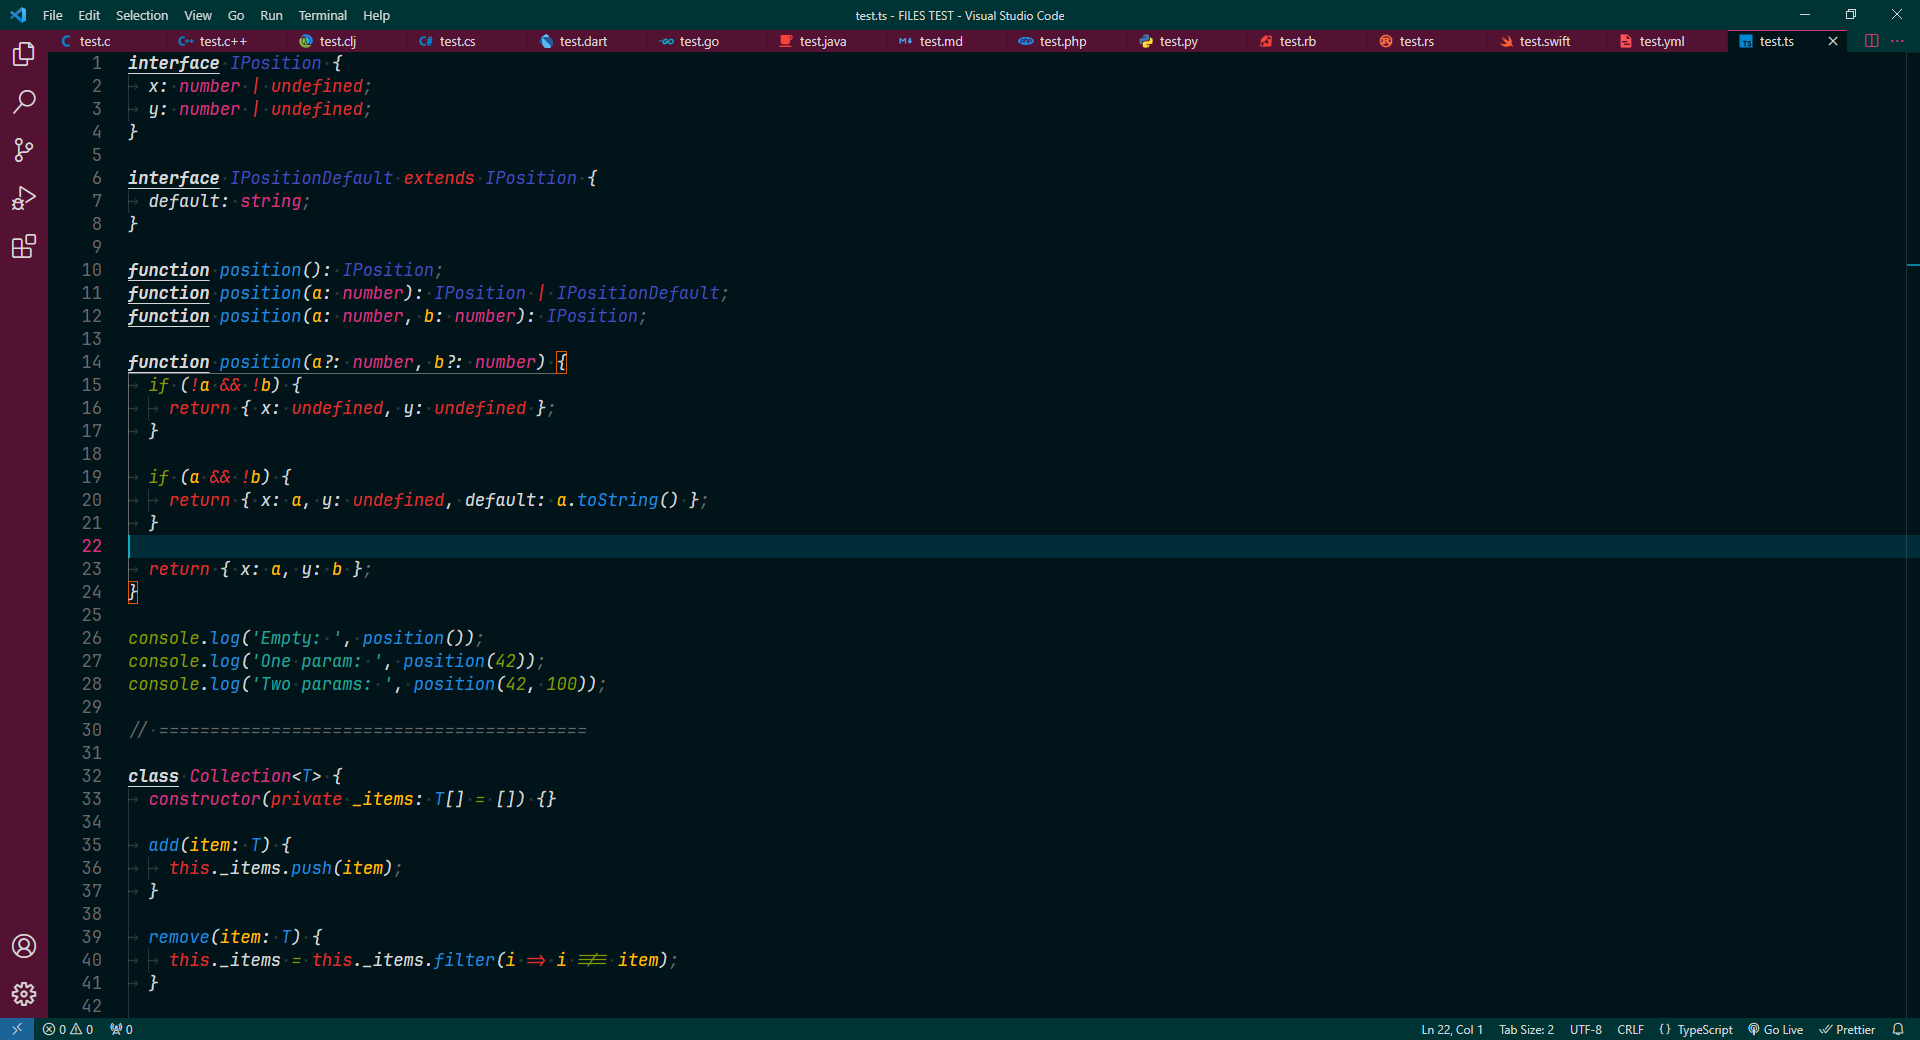 File Edit Selection View Go Run Terminal Help
test.ts - FILES TEST - Visual Studio Code
C test.c
C++ test.c++
test.clj
C# test.cs
test.dart
GO test.go
test.java
M↓ test.md
php test.php
test.py
test.rb
test.rs
test.swift
test.yml
TS test.ts
1 interface IPosition {
2 x: number | undefined;
3 y: number | undefined;
4 }
5
6 interface IPositionDefault extends IPosition {
7 default: string;
8 }
9
10 function position(): IPosition;
11 function position(a: number): IPosition | IPositionDefault;
12 function position(a: number, b: number): IPosition;
13
14 function position(a?: number, b?: number) {
15 if (!a && !b) {
16 return { x: undefined, y: undefined };
17 }
18
19 if (a && !b) {
20 return { x: a, y: undefined, default: a.toString() };
21 }
22
23 return { x: a, y: b };
24 }
25
26 console.log('Empty: ', position());
27 console.log('One param: ', position(42));
28 console.log('Two params: ', position(42, 100));
29
30 // ==========================================
31
32 class Collection<T> {
33 constructor(private _items: T[] = []) {}
34
35 add(item: T) {
36 this._items.push(item);
37 }
38
39 remove(item: T) {
40 this._items = this._items.filter(i => i !== item);
41 }
42
0 0 0
Ln 22, Col 1 Tab Size: 2 UTF-8 CRLF {} TypeScript Go Live Prettier